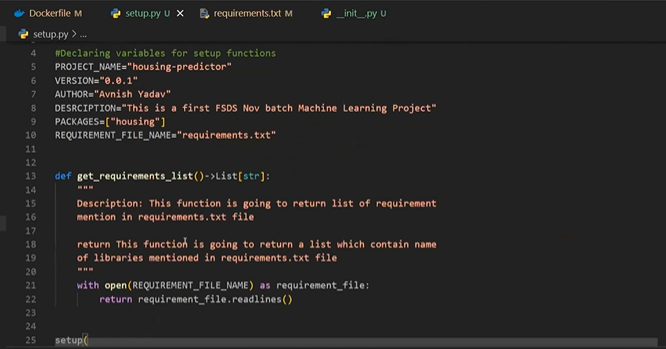 Dockerfile M setup.py U requirements.txt M __init__.py U
setup.py > ...
4 #Declaring variables for setup functions
5 PROJECT_NAME="housing-predictor"
6 VERSION="0.0.1"
7 AUTHOR="Avnish Yadav"
8 DESRCIPTION="This is a first FSDS Nov batch Machine Learning Project"
9 PACKAGES=["housing"]
10 REQUIREMENT_FILE_NAME="requirements.txt"
11
12
13 def get_requirements_list()->List[str]:
14 """
15 Description: This function is going to return list of requirement
16 mention in requirements.txt file
17
18 return This function is going to return a list which contain name
19 of libraries mentioned in requirements.txt file
20 """
21 with open(REQUIREMENT_FILE_NAME) as requirement_file:
22 return requirement_file.readlines()
23
24
25 setup(